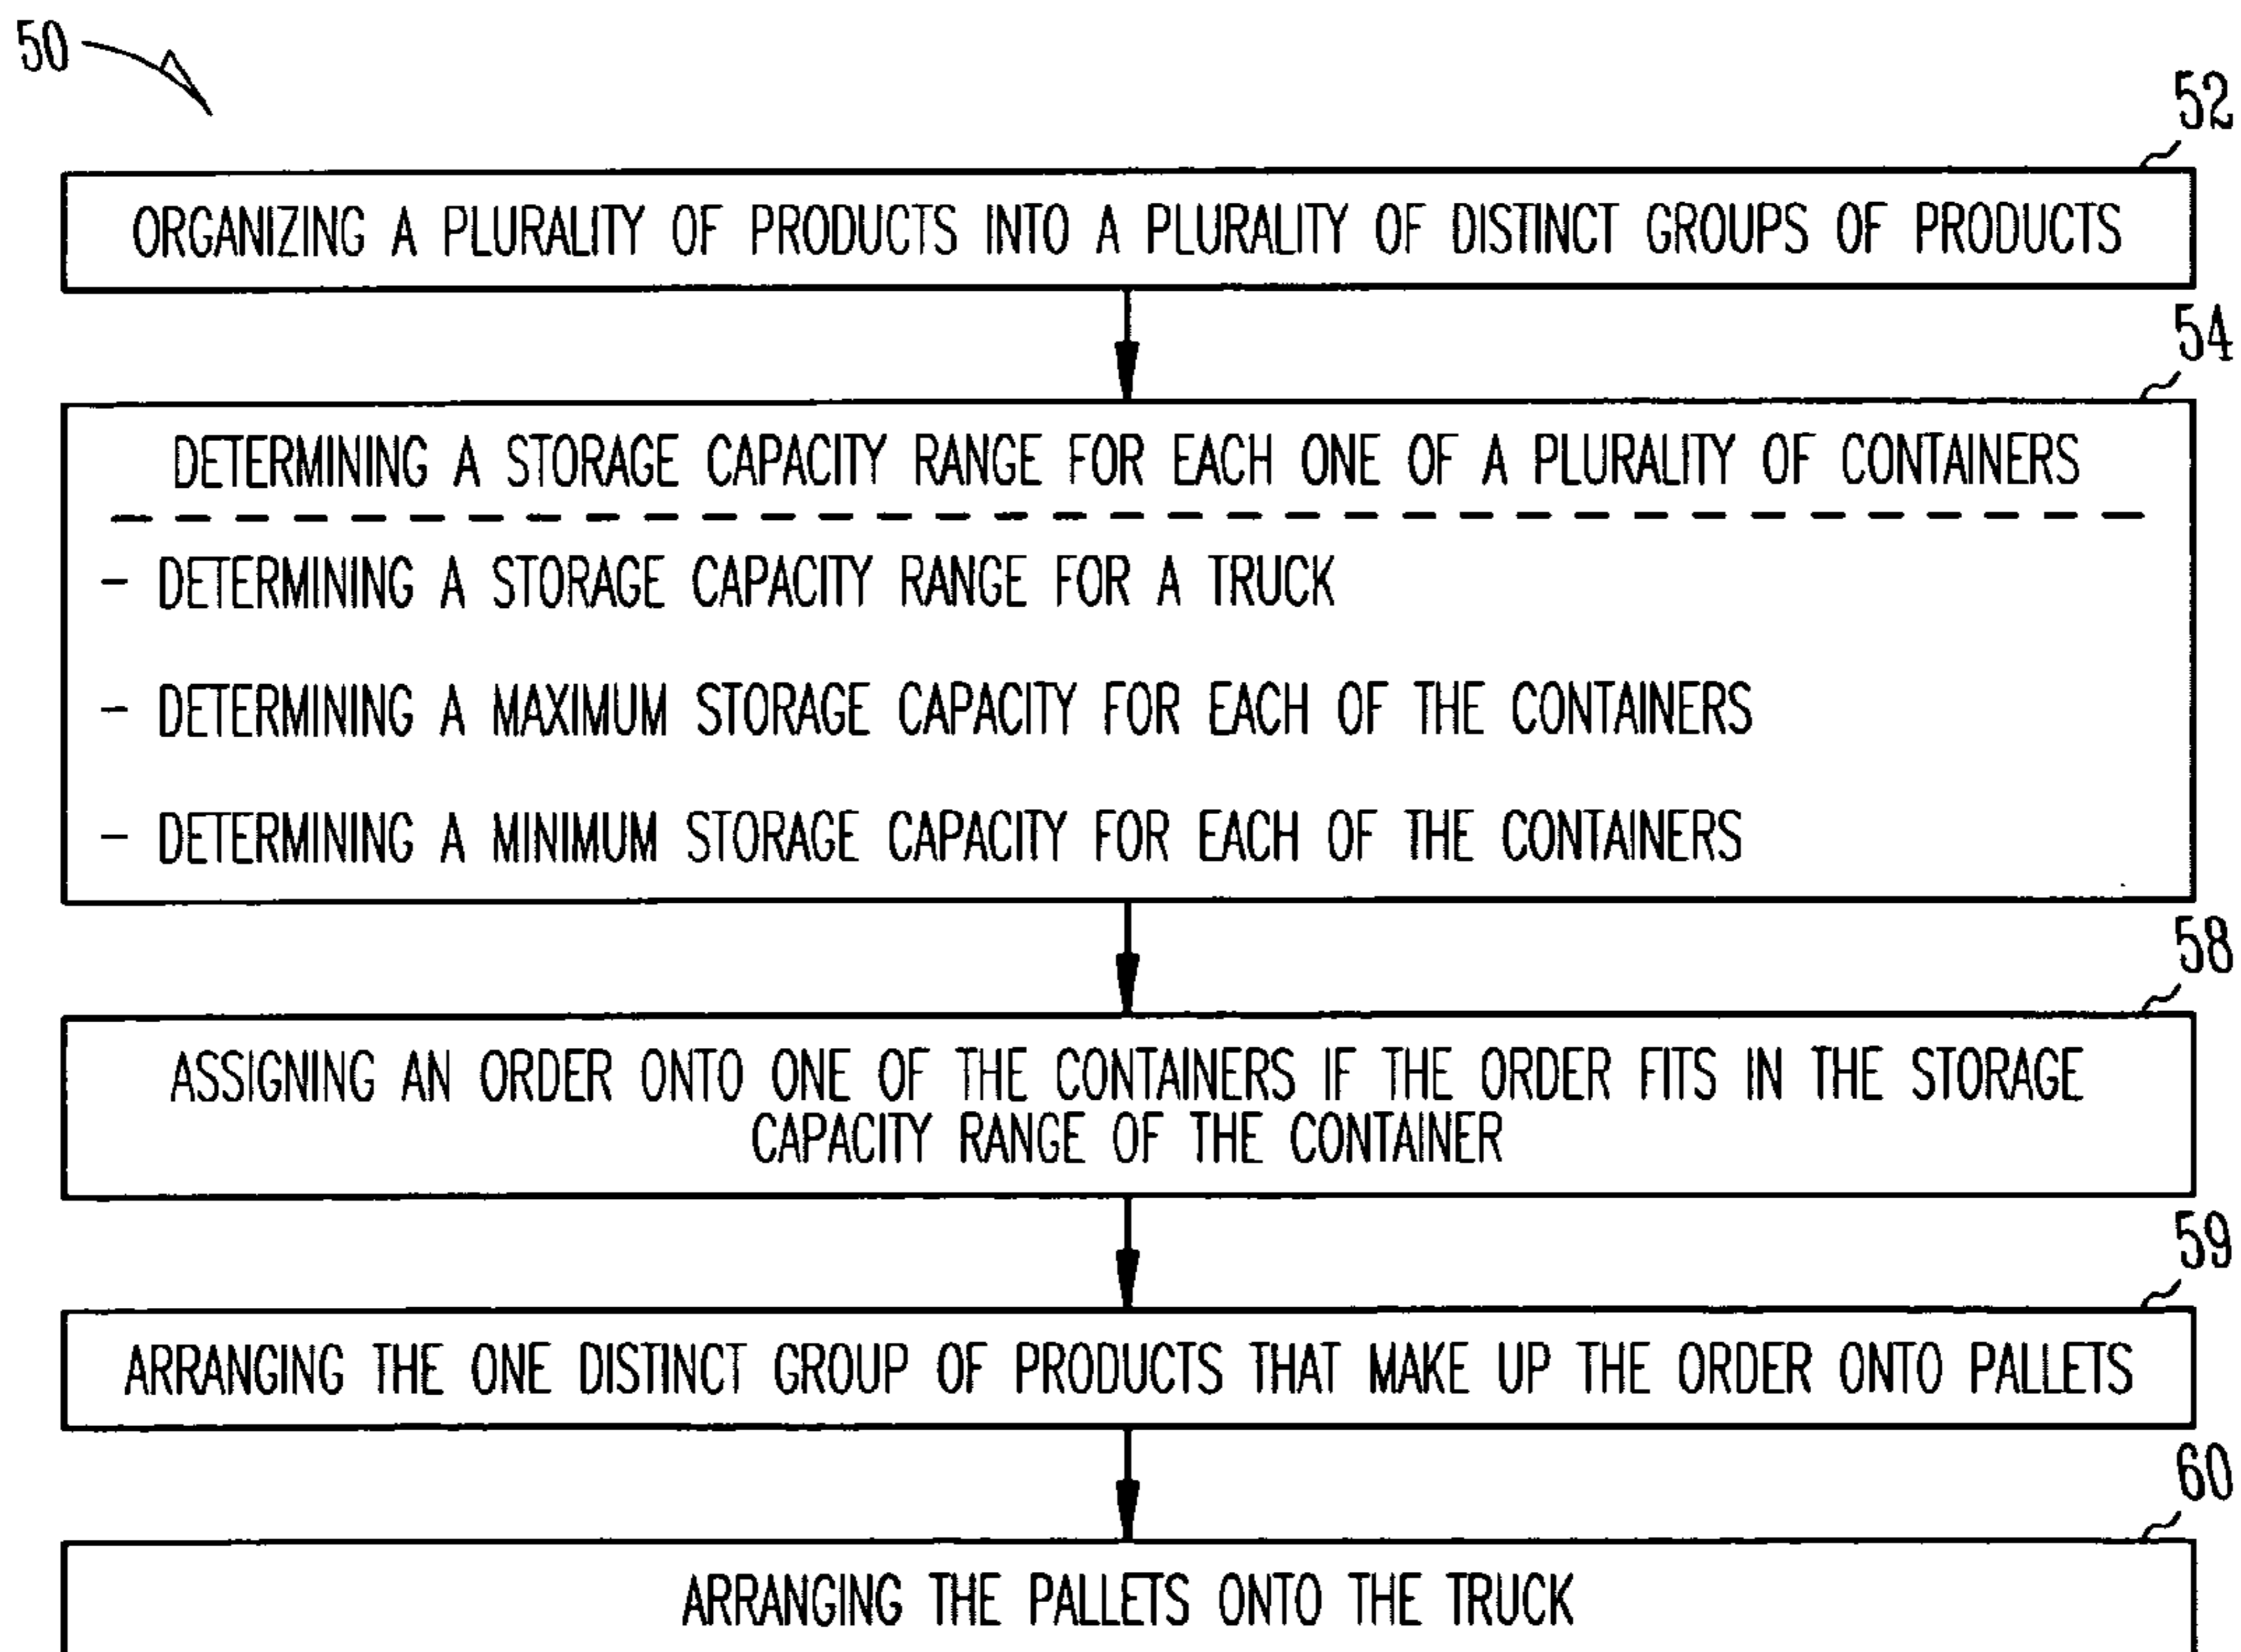 50
52
ORGANIZING A PLURALITY OF PRODUCTS INTO A PLURALITY OF DISTINCT GROUPS OF PRODUCTS
54
DETERMINING A STORAGE CAPACITY RANGE FOR EACH ONE OF A PLURALITY OF CONTAINERS
- DETERMINING A STORAGE CAPACITY RANGE FOR A TRUCK
- DETERMINING A MAXIMUM STORAGE CAPACITY FOR EACH OF THE CONTAINERS
- DETERMINING A MINIMUM STORAGE CAPACITY FOR EACH OF THE CONTAINERS
58
ASSIGNING AN ORDER ONTO ONE OF THE CONTAINERS IF THE ORDER FITS IN THE STORAGE
CAPACITY RANGE OF THE CONTAINER
59
ARRANGING THE ONE DISTINCT GROUP OF PRODUCTS THAT MAKE UP THE ORDER ONTO PALLETS
60
ARRANGING THE PALLETS ONTO THE TRUCK